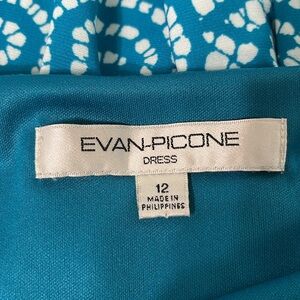 EVAN-PICONE
DRESS
12
MADE IN
PHILIPPINES